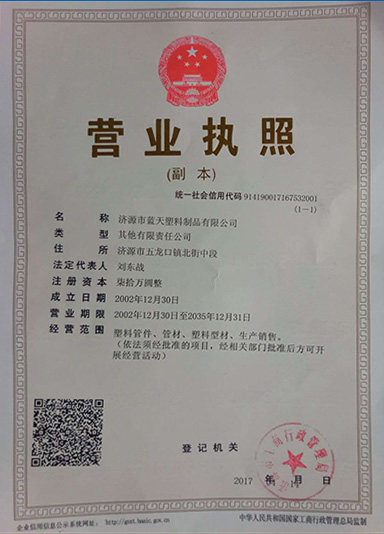 营业执照
(副 本)
统一社会信用代码 914190017167532001
(1-1)
名 称 济源市蓝天塑料制品有限公司
类 型 其他有限责任公司
住 所 济源市五龙口镇北街中段
法定代表人 刘东战
注册资本 柒拾万圆整
成立日期 2002年12月30日
营业期限 2002年12月30日至2035年12月31日
经营范围 塑料管件、管材、塑料型材、生产销售。
(依法须经批准的项目,经相关部门批准后方可开
展经营活动)
登记机关
工商行政管理局
2017 年 月 日
企业信用信息公示系统网址:
中华人民共和国国家工商行政管理总局监制